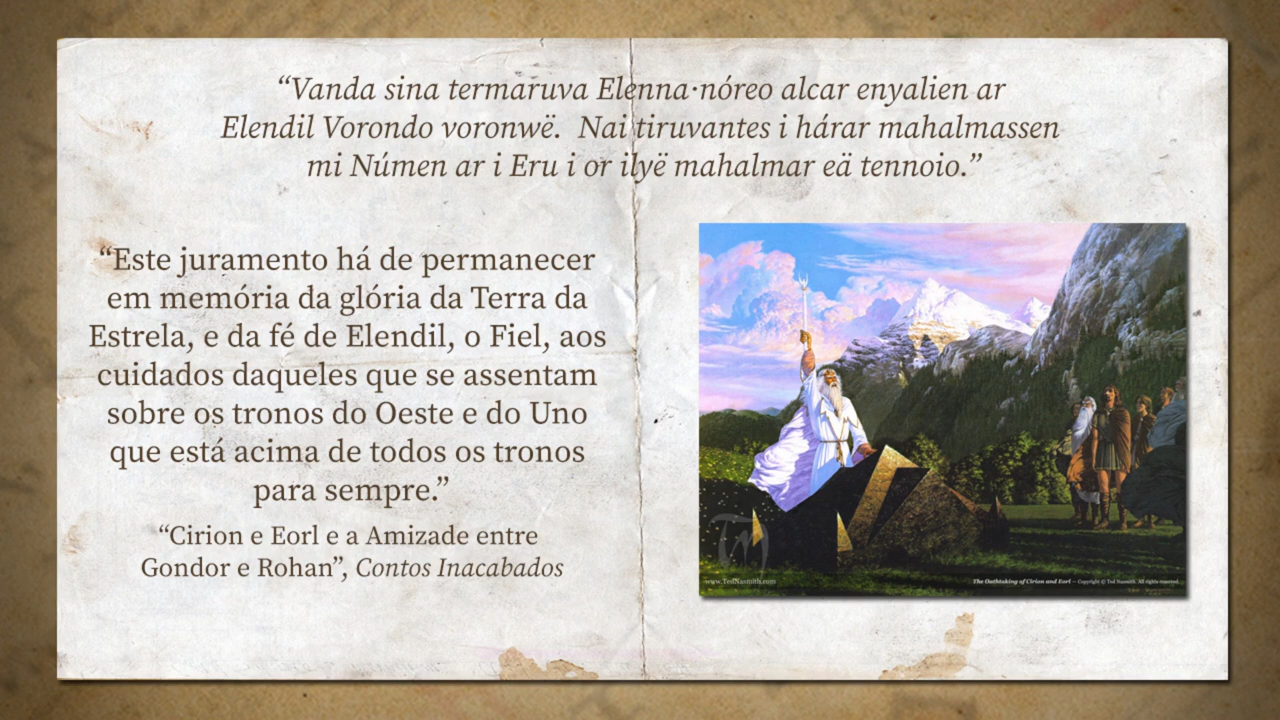 “Vanda sina termaruva Elenna·nóreo alcar enyalien ar
Elendil Vorondo voronwë.  Nai tiruvantes i hárar mahalmassen
mi Númen ar i Eru i or ilyë mahalmar eä tennoio.”
“Este juramento há de permanecer
em memória da glória da Terra da
Estrela, e da fé de Elendil, o Fiel, aos
cuidados daqueles que se assentam
sobre os tronos do Oeste e do Uno
que está acima de todos os tronos
para sempre.”
“Cirion e Eorl e a Amizade entre
Gondor e Rohan”, Contos Inacabados
www.TedNasmith.com
The Oathtaking of Cirion and Eorl – Copyright © Ted Nasmith. All rights reserved.